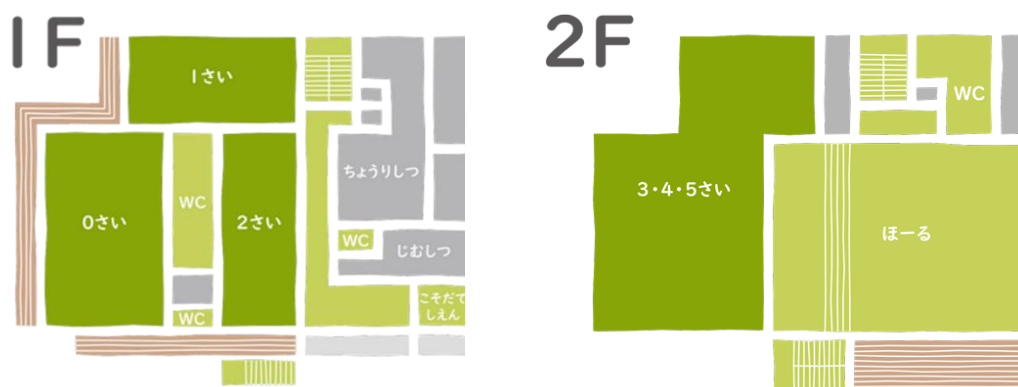 1F
1さい
ちょうりしつ
WC
0さい
2さい
WC
じむしつ
WC
こそだて
しえん
2F
WC
3・4・5さい
ほーる